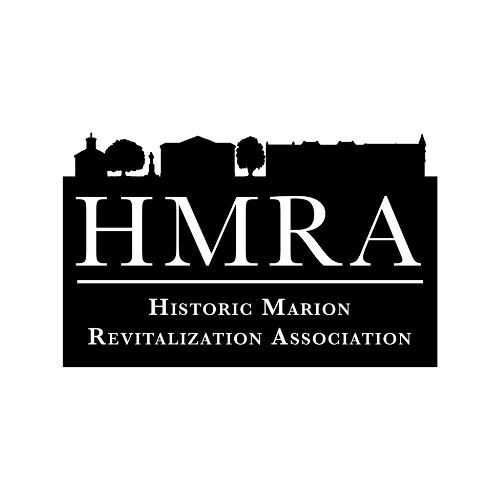 HMRA
Historic Marion
Revitalization Association